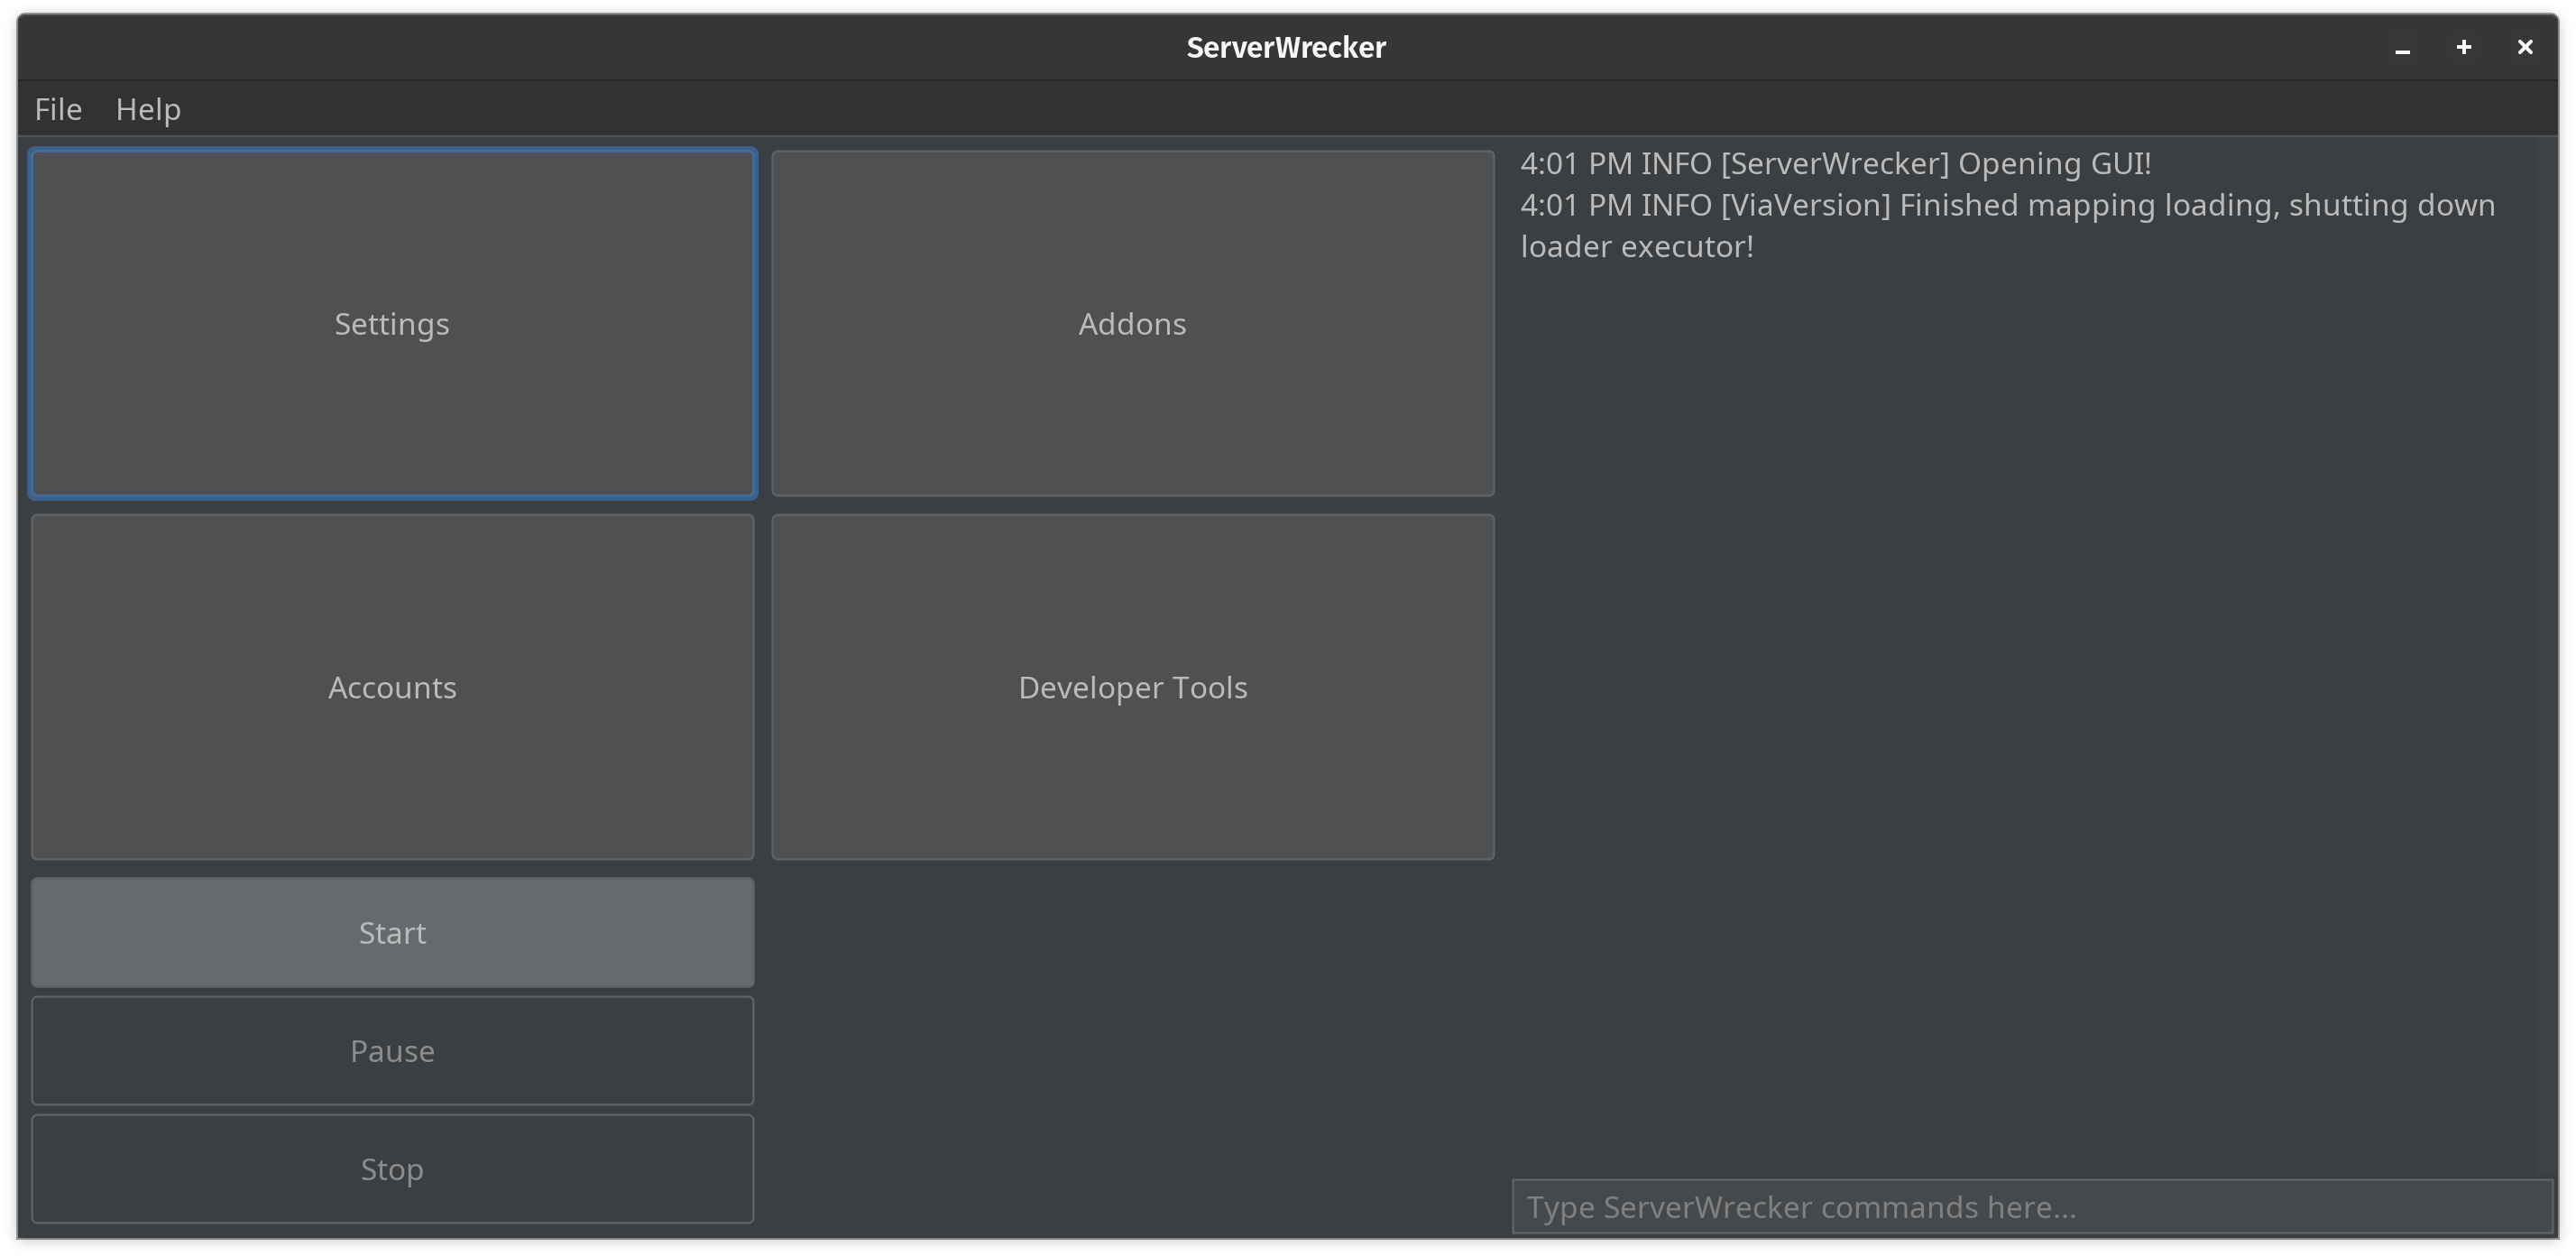 ServerWrecker
File Help
Settings
Addons
4:01 PM INFO [ServerWrecker] Opening GUI!
4:01 PM INFO [ViaVersion] Finished mapping loading, shutting down
loader executor!
Accounts
Developer Tools
Start
Pause
Stop
Type ServerWrecker commands here...